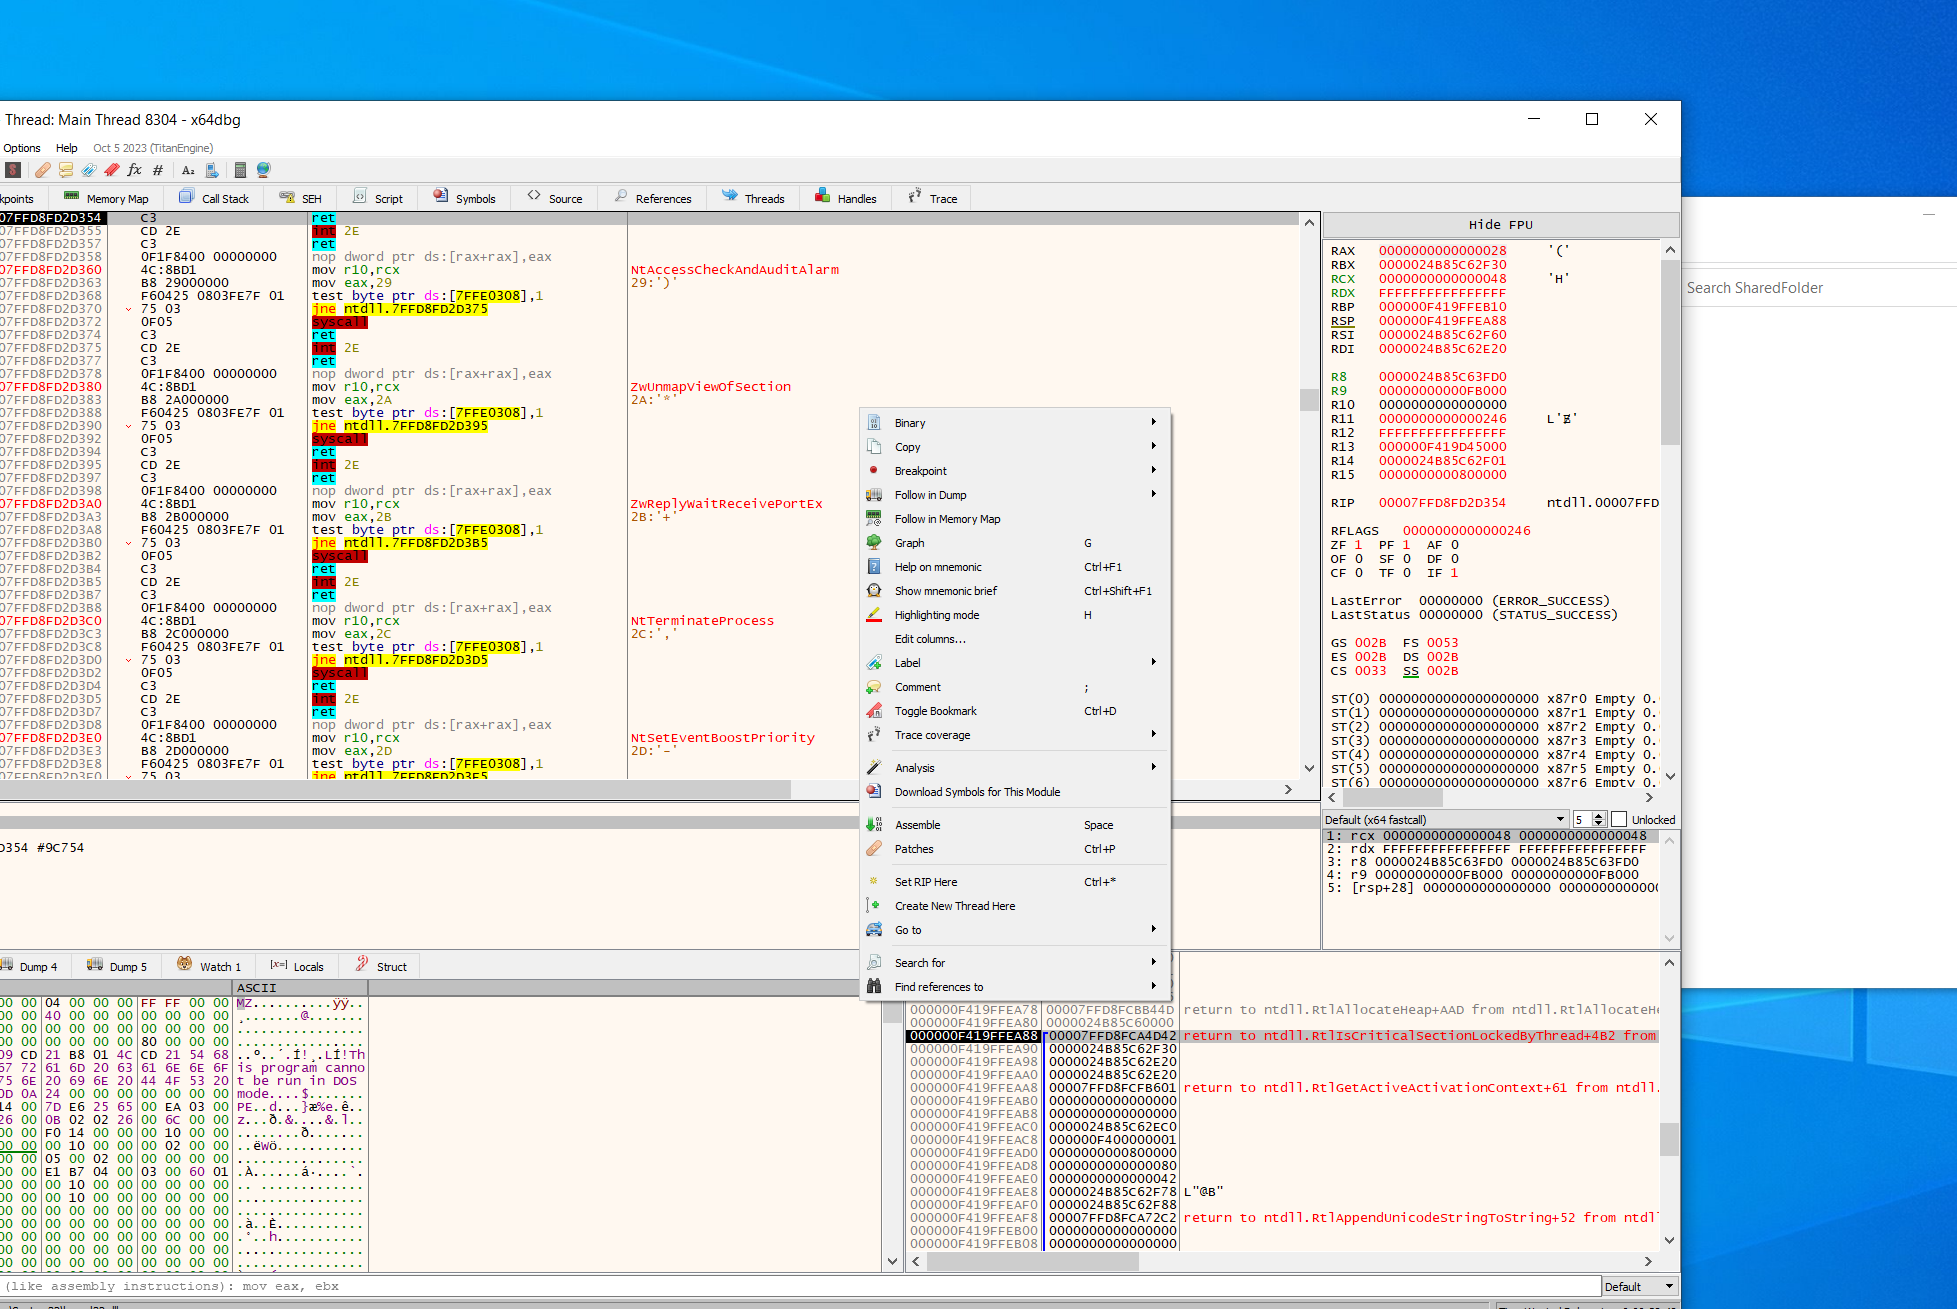 Thread: Main Thread 8304 - x64dbg
Options Help Oct 5 2023 (TitanEngine)
Memory Map Call Stack SEH Script Symbols Source References Threads Handles Trace
07FFD8FD2D354 C3 ret
07FFD8FD2D355 CD 2E int 2E
07FFD8FD2D357 C3 ret
07FFD8FD2D358 0F1F8400 00000000 nop dword ptr ds:[rax+rax],eax
07FFD8FD2D360 4C:8BD1 mov r10,rcx NtAccessCheckAndAuditAlarm
07FFD8FD2D363 B8 29000000 mov eax,29 29:')'
07FFD8FD2D368 F60425 0803FE7F 01 test byte ptr ds:[7FFE0308],1
07FFD8FD2D370 75 03 jne ntdll.7FFD8FD2D375
07FFD8FD2D372 0F05 syscall
07FFD8FD2D374 C3 ret
07FFD8FD2D375 CD 2E int 2E
07FFD8FD2D377 C3 ret
07FFD8FD2D378 0F1F8400 00000000 nop dword ptr ds:[rax+rax],eax
07FFD8FD2D380 4C:8BD1 mov r10,rcx ZwUnmapViewOfSection
07FFD8FD2D383 B8 2A000000 mov eax,2A 2A:'*'
07FFD8FD2D388 F60425 0803FE7F 01 test byte ptr ds:[7FFE0308],1
07FFD8FD2D390 75 03 jne ntdll.7FFD8FD2D395
07FFD8FD2D392 0F05 syscall
07FFD8FD2D394 C3 ret
07FFD8FD2D395 CD 2E int 2E
07FFD8FD2D397 C3 ret
07FFD8FD2D398 0F1F8400 00000000 nop dword ptr ds:[rax+rax],eax
07FFD8FD2D3A0 4C:8BD1 mov r10,rcx ZwReplyWaitReceivePortEx
07FFD8FD2D3A3 B8 2B000000 mov eax,2B 2B:'+'
07FFD8FD2D3A8 F60425 0803FE7F 01 test byte ptr ds:[7FFE0308],1
07FFD8FD2D3B0 75 03 jne ntdll.7FFD8FD2D3B5
07FFD8FD2D3B2 0F05 syscall
07FFD8FD2D3B4 C3 ret
07FFD8FD2D3B5 CD 2E int 2E
07FFD8FD2D3B7 C3 ret
07FFD8FD2D3B8 0F1F8400 00000000 nop dword ptr ds:[rax+rax],eax
07FFD8FD2D3C0 4C:8BD1 mov r10,rcx NtTerminateProcess
07FFD8FD2D3C3 B8 2C000000 mov eax,2C 2C:','
07FFD8FD2D3C8 F60425 0803FE7F 01 test byte ptr ds:[7FFE0308],1
07FFD8FD2D3D0 75 03 jne ntdll.7FFD8FD2D3D5
07FFD8FD2D3D2 0F05 syscall
07FFD8FD2D3D4 C3 ret
07FFD8FD2D3D5 CD 2E int 2E
07FFD8FD2D3D7 C3 ret
07FFD8FD2D3D8 0F1F8400 00000000 nop dword ptr ds:[rax+rax],eax
07FFD8FD2D3E0 4C:8BD1 mov r10,rcx NtSetEventBoostPriority
07FFD8FD2D3E3 B8 2D000000 mov eax,2D 2D:'-'
07FFD8FD2D3E8 F60425 0803FE7F 01 test byte ptr ds:[7FFE0308],1
07FFD8FD2D3F0 75 03 jne ntdll.7FFD8FD2D3F5
Binary
Copy
Breakpoint
Follow in Dump
Follow in Memory Map
Graph G
Help on mnemonic Ctrl+F1
Show mnemonic brief Ctrl+Shift+F1
Highlighting mode H
Edit columns...
Label
Comment ;
Toggle Bookmark Ctrl+D
Trace coverage
Analysis
Download Symbols for This Module
Assemble Space
Patches Ctrl+P
Set RIP Here Ctrl+*
Create New Thread Here
Go to
Search for
Find references to
Hide FPU
RAX 0000000000000028 '('
RBX 0000024B85C62F30
RCX 0000000000000048 'H'
RDX FFFFFFFFFFFFFFFF
RBP 000000F419FFEB10
RSP 000000F419FFEA88
RSI 0000024B85C62F60
RDI 0000024B85C62E20
R8 0000024B85C63FD0
R9 00000000000FB000
R10 0000000000000000
R11 0000000000000246
R12 FFFFFFFFFFFFFFFF
R13 000000F419D45000
R14 0000024B85C62F01
R15 0000000000800000
RIP 00007FFD8FD2D354 ntdll.00007FFD
RFLAGS 0000000000000246
ZF 1 PF 1 AF 0
OF 0 SF 0 DF 0
CF 0 TF 0 IF 1
LastError 00000000 (ERROR_SUCCESS)
LastStatus 00000000 (STATUS_SUCCESS)
GS 002B FS 0053
ES 002B DS 002B
CS 0033 SS 002B
ST(0) 00000000000000000000 x87r0 Empty 0.
ST(1) 00000000000000000000 x87r1 Empty 0.
ST(2) 00000000000000000000 x87r2 Empty 0.
ST(3) 00000000000000000000 x87r3 Empty 0.
ST(4) 00000000000000000000 x87r4 Empty 0.
ST(5) 00000000000000000000 x87r5 Empty 0.
ST(6) 00000000000000000000 x87r6 Empty 0.
Default (x64 fastcall) 5 Unlocked
1: rcx 0000000000000048 0000000000000048
2: rdx FFFFFFFFFFFFFFFF FFFFFFFFFFFFFFFF
3: r8 0000024B85C63FD0 0000024B85C63FD0
4: r9 00000000000FB000 00000000000FB000
5: [rsp+28] 0000000000000000 000000000000
Search SharedFolder
D354 #9C754
Dump 4 Dump 5 Watch 1 Locals Struct
ASCII
is program canno
t be run in DOS
mode....$.......
000000F419FFEA78 00007FFD8FCBB44D return to ntdll.RtlAllocateHeap+AAD from ntdll.RtlAllocateHe
000000F419FFEA80 0000024B85C60000
000000F419FFEA88 00007FFD8FCA4D42 return to ntdll.RtlIsCriticalSectionLockedByThread+4B2 from
000000F419FFEA90 0000024B85C62F30
000000F419FFEA98 0000024B85C62E20
000000F419FFEAA0 0000024B85C62E20
000000F419FFEAA8 00007FFD8FCFB601 return to ntdll.RtlGetActiveActivationContext+61 from ntdll.
000000F419FFEAB0 0000000000000000
000000F419FFEAB8 0000000000000000
000000F419FFEAC0 0000024B85C62EC0
000000F419FFEAC8 000000F400000001
000000F419FFEAD0 0000000000800000
000000F419FFEAD8 0000000000000080
000000F419FFEAE0 0000000000000042
000000F419FFEAE8 0000024B85C62F78 L"@B"
000000F419FFEAF0 0000024B85C62F88
000000F419FFEAF8 00007FFD8FCA72C2 return to ntdll.RtlAppendUnicodeStringToString+52 from ntdll
000000F419FFEB00 0000000000000000
000000F419FFEB08 0000000000000000
(like assembly instructions): mov eax, ebx
Default